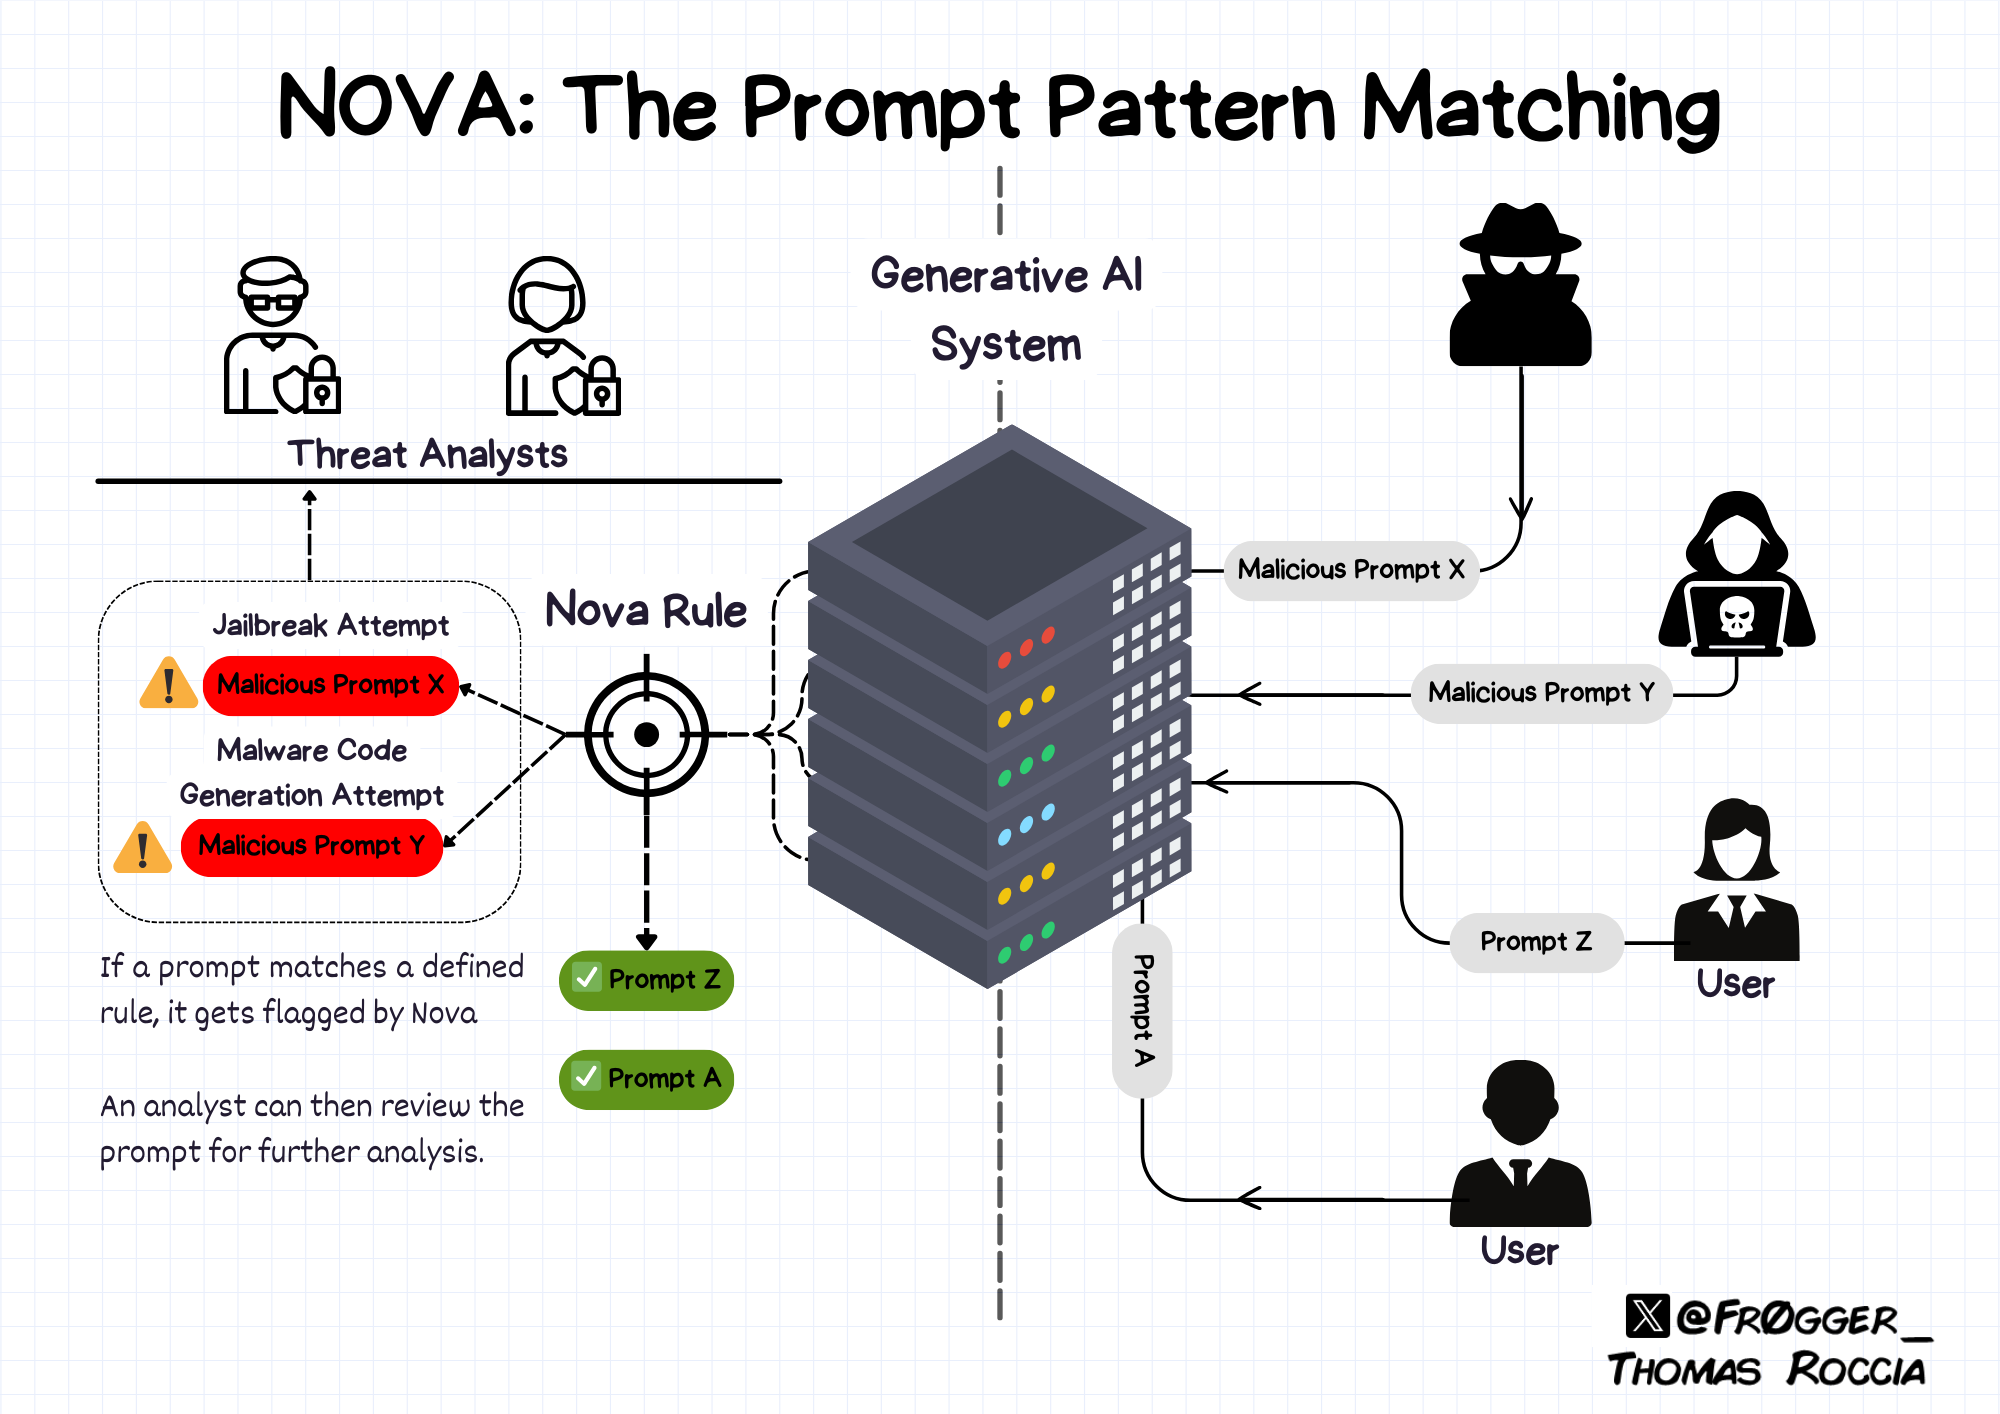 NOVA: The Prompt Pattern Matching
Generative AI
System
Threat Analysts
Malicious Prompt X
Nova Rule
Jailbreak Attempt
Malicious Prompt X
Malicious Prompt Y
Malware Code
Generation Attempt
Malicious Prompt Y
Prompt Z
User
If a prompt matches a defined
rule, it gets flagged by Nova
Prompt Z
Prompt A
Prompt A
An analyst can then review the
prompt for further analysis.
User
@FRØGGER_
THOMAS ROCCIA